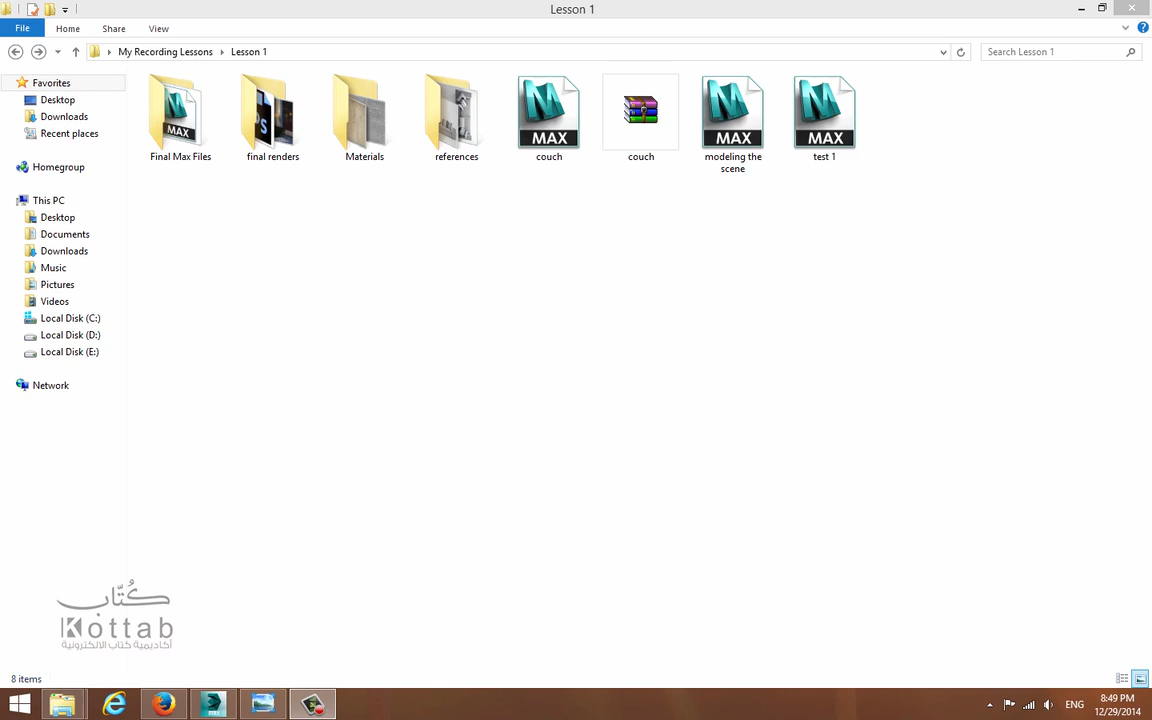 Lesson 1
File Home Share View
My Recording Lessons Lesson 1
Search Lesson 1
Favorites
Desktop
Downloads
Recent places
Homegroup
This PC
Desktop
Documents
Downloads
Music
Pictures
Videos
Local Disk (C:)
Local Disk (D:)
Local Disk (E:)
Network
MAX
Final Max Files
final renders
Materials
references
MAX
couch
couch
MAX
modeling the
scene
MAX
test 1
كُتّاب
Kottab
أكاديمية كتاب الالكترونية
8 items
ENG
8:49 PM
12/29/2014